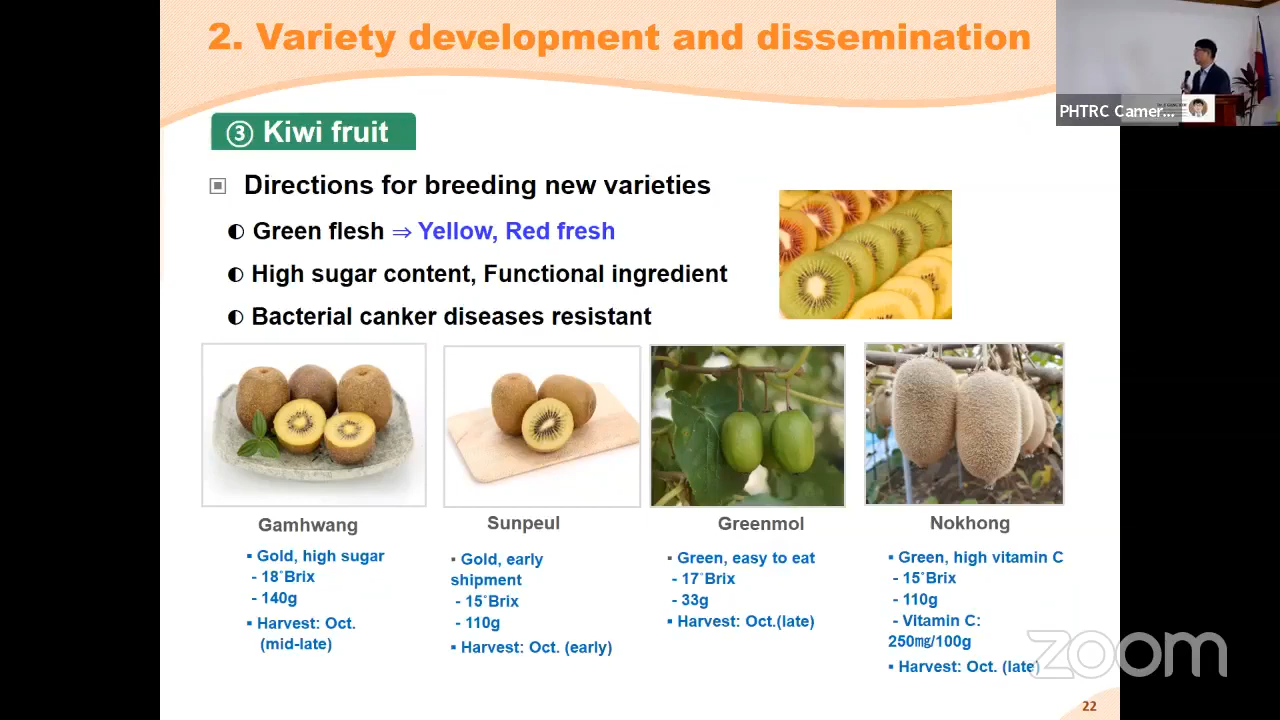 2. Variety development and dissemination
PHTRC Camer...
③ Kiwi fruit
▣ Directions for breeding new varieties
◐ Green flesh ⇒ Yellow, Red fresh
◐ High sugar content, Functional ingredient
◐ Bacterial canker diseases resistant
Gamhwang
▪ Gold, high sugar
- 18˚Brix
- 140g
▪ Harvest: Oct.
(mid-late)
Sunpeul
▪ Gold, early
shipment
- 15˚Brix
- 110g
▪ Harvest: Oct. (early)
Greenmol
▪ Green, easy to eat
- 17˚Brix
- 33g
▪ Harvest: Oct.(late)
Nokhong
▪ Green, high vitamin C
- 15˚Brix
- 110g
- Vitamin C:
250㎎/100g
▪ Harvest: Oct. (late)
zoom
22